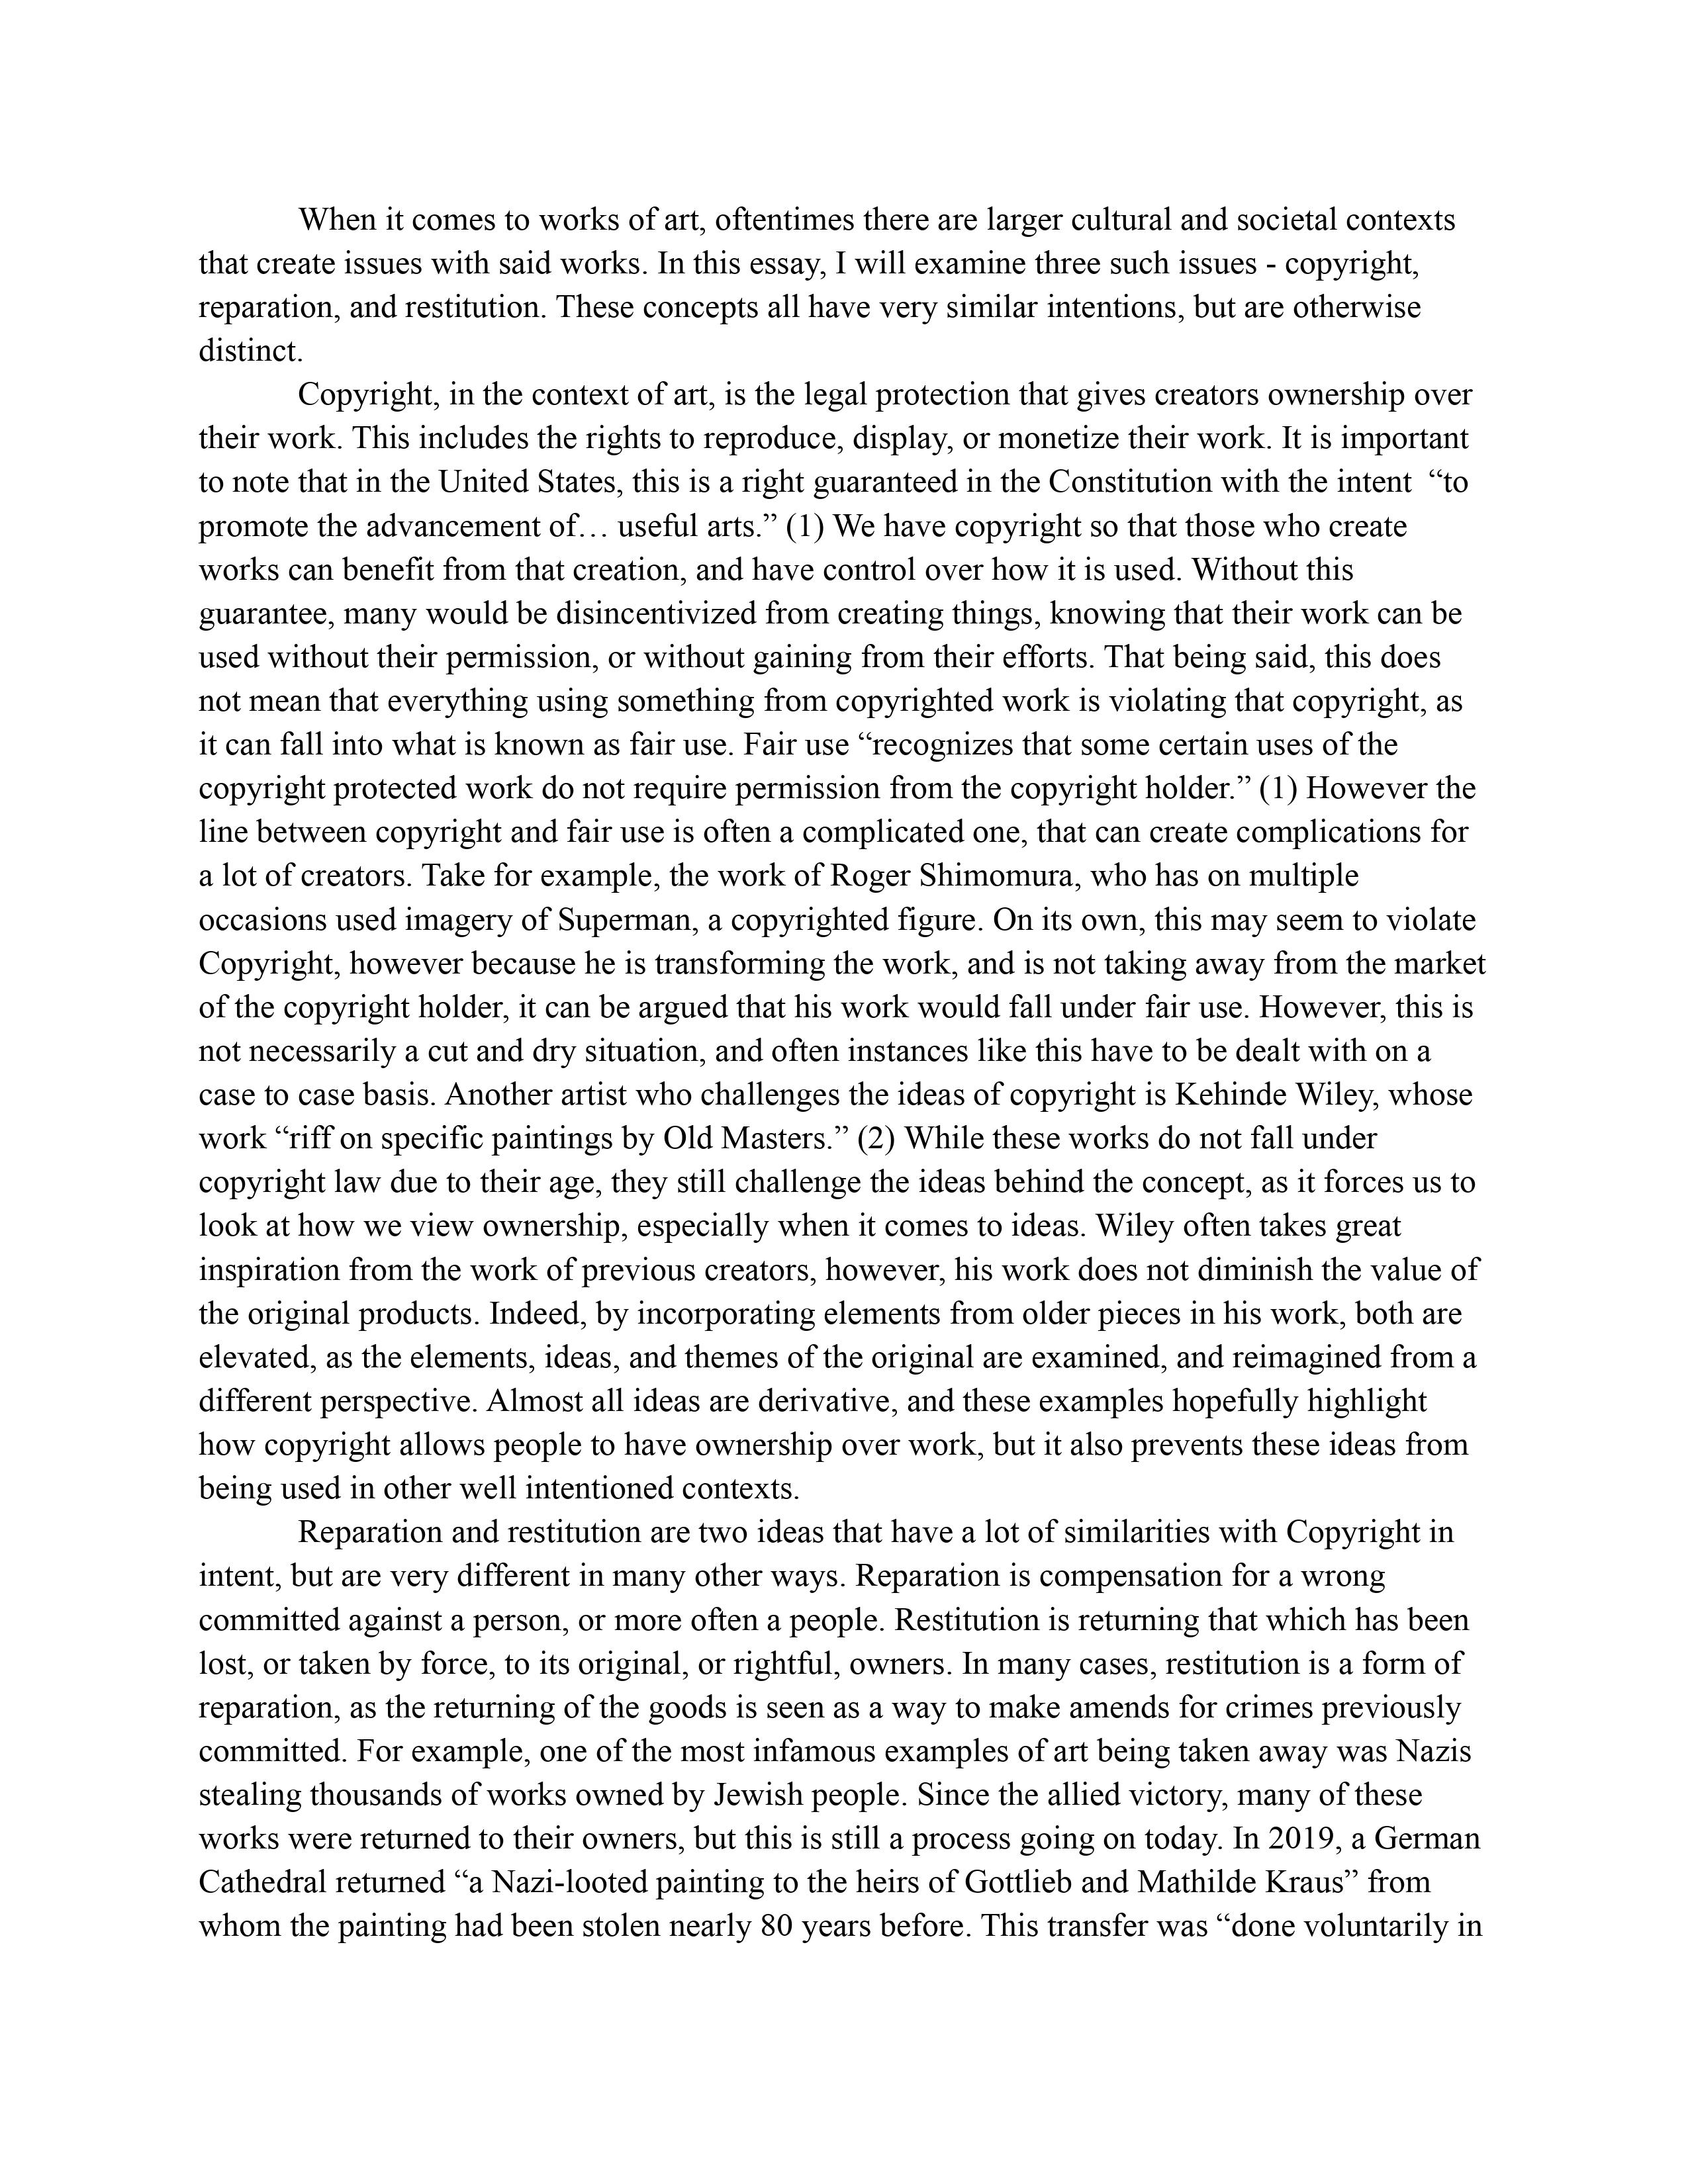 When it comes to works of art, oftentimes there are larger cultural and societal contexts
that create issues with said works. In this essay, I will examine three such issues - copyright,
reparation, and restitution. These concepts all have very similar intentions, but are otherwise
distinct.
Copyright, in the context of art, is the legal protection that gives creators ownership over
their work. This includes the rights to reproduce, display, or monetize their work. It is important
to note that in the United States, this is a right guaranteed in the Constitution with the intent  “to
promote the advancement of… useful arts.” (1) We have copyright so that those who create
works can benefit from that creation, and have control over how it is used. Without this
guarantee, many would be disincentivized from creating things, knowing that their work can be
used without their permission, or without gaining from their efforts. That being said, this does
not mean that everything using something from copyrighted work is violating that copyright, as
it can fall into what is known as fair use. Fair use “recognizes that some certain uses of the
copyright protected work do not require permission from the copyright holder.” (1) However the
line between copyright and fair use is often a complicated one, that can create complications for
a lot of creators. Take for example, the work of Roger Shimomura, who has on multiple
occasions used imagery of Superman, a copyrighted figure. On its own, this may seem to violate
Copyright, however because he is transforming the work, and is not taking away from the market
of the copyright holder, it can be argued that his work would fall under fair use. However, this is
not necessarily a cut and dry situation, and often instances like this have to be dealt with on a
case to case basis. Another artist who challenges the ideas of copyright is Kehinde Wiley, whose
work “riff on specific paintings by Old Masters.” (2) While these works do not fall under
copyright law due to their age, they still challenge the ideas behind the concept, as it forces us to
look at how we view ownership, especially when it comes to ideas. Wiley often takes great
inspiration from the work of previous creators, however, his work does not diminish the value of
the original products. Indeed, by incorporating elements from older pieces in his work, both are
elevated, as the elements, ideas, and themes of the original are examined, and reimagined from a
different perspective. Almost all ideas are derivative, and these examples hopefully highlight
how copyright allows people to have ownership over work, but it also prevents these ideas from
being used in other well intentioned contexts.
Reparation and restitution are two ideas that have a lot of similarities with Copyright in
intent, but are very different in many other ways. Reparation is compensation for a wrong
committed against a person, or more often a people. Restitution is returning that which has been
lost, or taken by force, to its original, or rightful, owners. In many cases, restitution is a form of
reparation, as the returning of the goods is seen as a way to make amends for crimes previously
committed. For example, one of the most infamous examples of art being taken away was Nazis
stealing thousands of works owned by Jewish people. Since the allied victory, many of these
works were returned to their owners, but this is still a process going on today. In 2019, a German
Cathedral returned “a Nazi-looted painting to the heirs of Gottlieb and Mathilde Kraus” from
whom the painting had been stolen nearly 80 years before. This transfer was “done voluntarily in